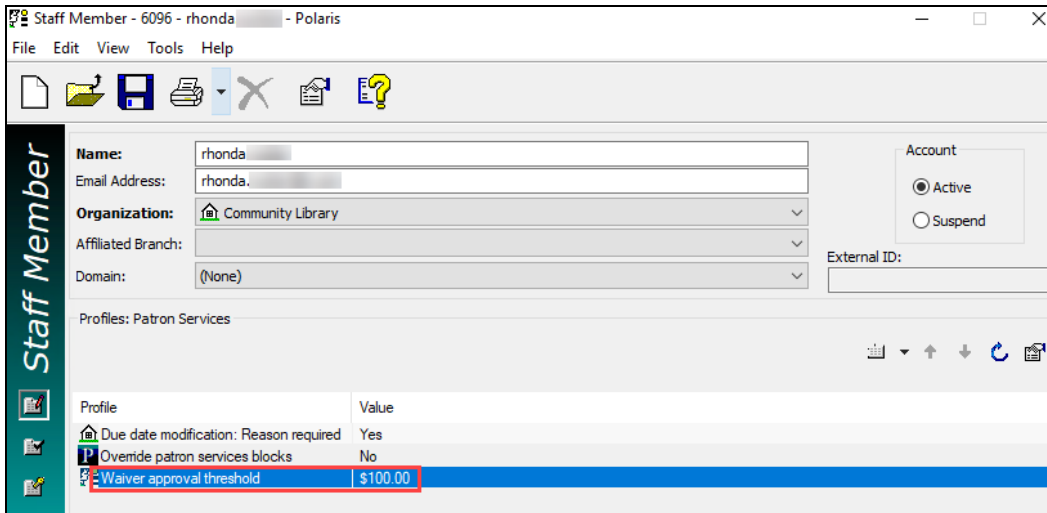 Staff Member - 6096 - rhonda - Polaris
File Edit View Tools Help
Staff Member
Name: rhonda
Email Address: rhonda.
Organization: Community Library
Affiliated Branch:
Domain: (None)
Account
Active
Suspend
External ID:
Profiles: Patron Services
Profile Value
Due date modification: Reason required Yes
P Override patron services blocks No
Waiver approval threshold $100.00